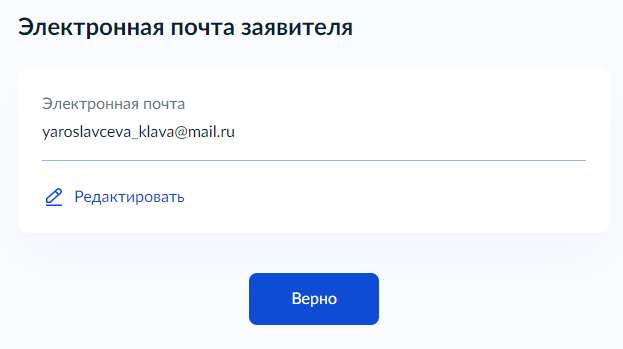 Электронная почта заявителя
Электронная почта
yaroslavceva_klava@mail.ru
Редактировать
Верно